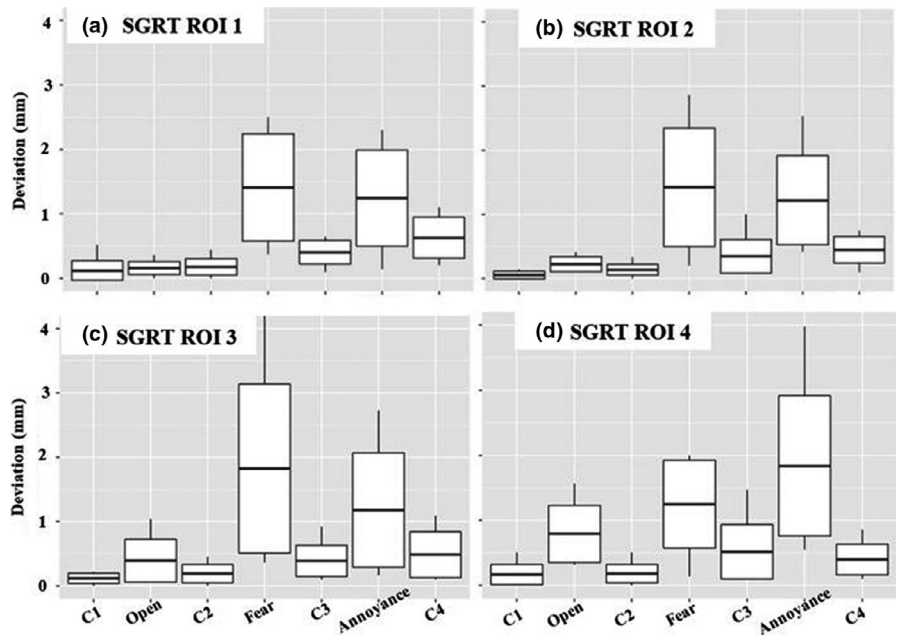 (a) SGRT ROI 1
(b) SGRT ROI 2
4
3
2
1
0
Deviation (mm)
(c) SGRT ROI 3
(d) SGRT ROI 4
4
3
2
1
0
Deviation (mm)
C1 Open C2 Fear C3 Annoyance C4
C1 Open C2 Fear C3 Annoyance C4